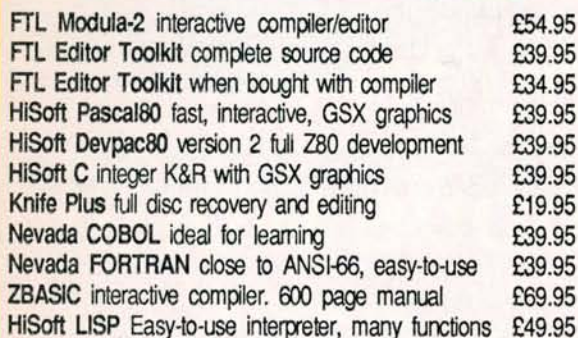 FTL Modula-2 interactive compiler/editor £54.95
FTL Editor Toolkit complete source code £39.95
FTL Editor Toolkit when bought with compiler £34.95
HiSoft Pascal80 fast, interactive, GSX graphics £39.95
HiSoft Devpac80 version 2 full Z80 development £39.95
HiSoft C integer K&R with GSX graphics £39.95
Knife Plus full disc recovery and editing £19.95
Nevada COBOL ideal for learning £39.95
Nevada FORTRAN close to ANSI-66, easy-to-use £39.95
ZBASIC interactive compiler. 600 page manual £69.95
HiSoft LISP Easy-to-use interpreter, many functions £49.95